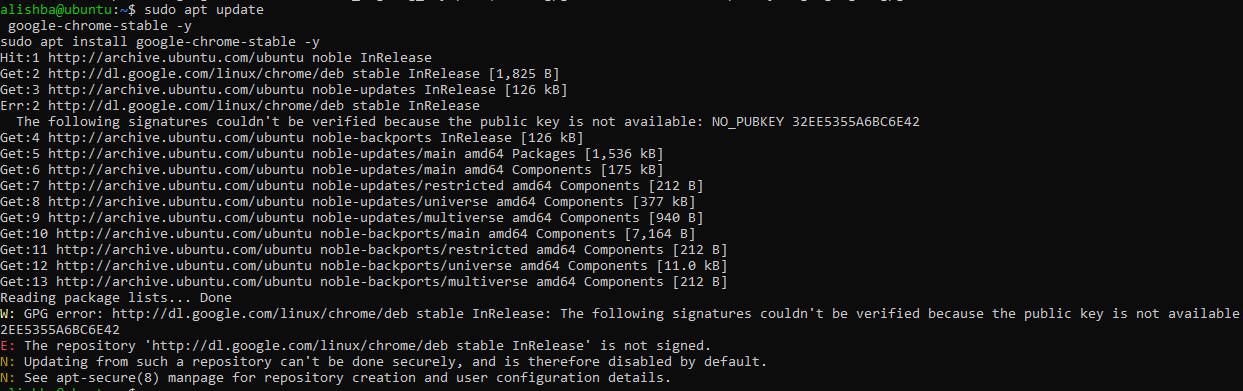 alishba@ubuntu:~$ sudo apt update
google-chrome-stable -y
sudo apt install google-chrome-stable -y
Hit:1 http://archive.ubuntu.com/ubuntu noble InRelease
Get:2 http://dl.google.com/linux/chrome/deb stable InRelease [1,825 B]
Get:3 http://archive.ubuntu.com/ubuntu noble-updates InRelease [126 kB]
Err:2 http://dl.google.com/linux/chrome/deb stable InRelease
The following signatures couldn't be verified because the public key is not available: NO_PUBKEY 32EE5355A6BC6E42
Get:4 http://archive.ubuntu.com/ubuntu noble-backports InRelease [126 kB]
Get:5 http://archive.ubuntu.com/ubuntu noble-updates/main amd64 Packages [1,536 kB]
Get:6 http://archive.ubuntu.com/ubuntu noble-updates/main amd64 Components [175 kB]
Get:7 http://archive.ubuntu.com/ubuntu noble-updates/restricted amd64 Components [212 B]
Get:8 http://archive.ubuntu.com/ubuntu noble-updates/universe amd64 Components [377 kB]
Get:9 http://archive.ubuntu.com/ubuntu noble-updates/multiverse amd64 Components [940 B]
Get:10 http://archive.ubuntu.com/ubuntu noble-backports/main amd64 Components [7,164 B]
Get:11 http://archive.ubuntu.com/ubuntu noble-backports/restricted amd64 Components [212 B]
Get:12 http://archive.ubuntu.com/ubuntu noble-backports/universe amd64 Components [11.0 kB]
Get:13 http://archive.ubuntu.com/ubuntu noble-backports/multiverse amd64 Components [212 B]
Reading package lists... Done
W: GPG error: http://dl.google.com/linux/chrome/deb stable InRelease: The following signatures couldn't be verified because the public key is not available
2EE5355A6BC6E42
E: The repository 'http://dl.google.com/linux/chrome/deb stable InRelease' is not signed.
N: Updating from such a repository can't be done securely, and is therefore disabled by default.
N: See apt-secure(8) manpage for repository creation and user configuration details.